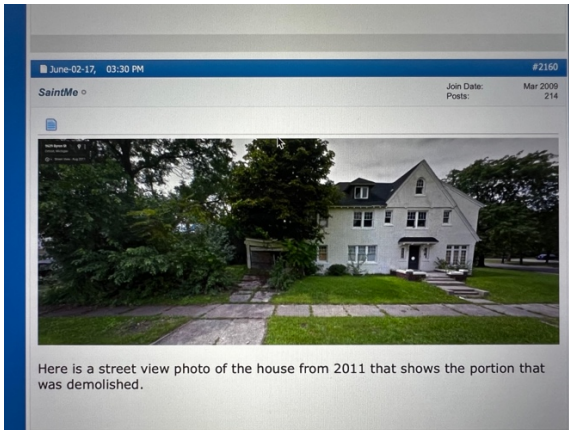 June-02-17, 03:30 PM
#2160
SaintMe
Join Date: Mar 2009
Posts: 214
Here is a street view photo of the house from 2011 that shows the portion that
was demolished.